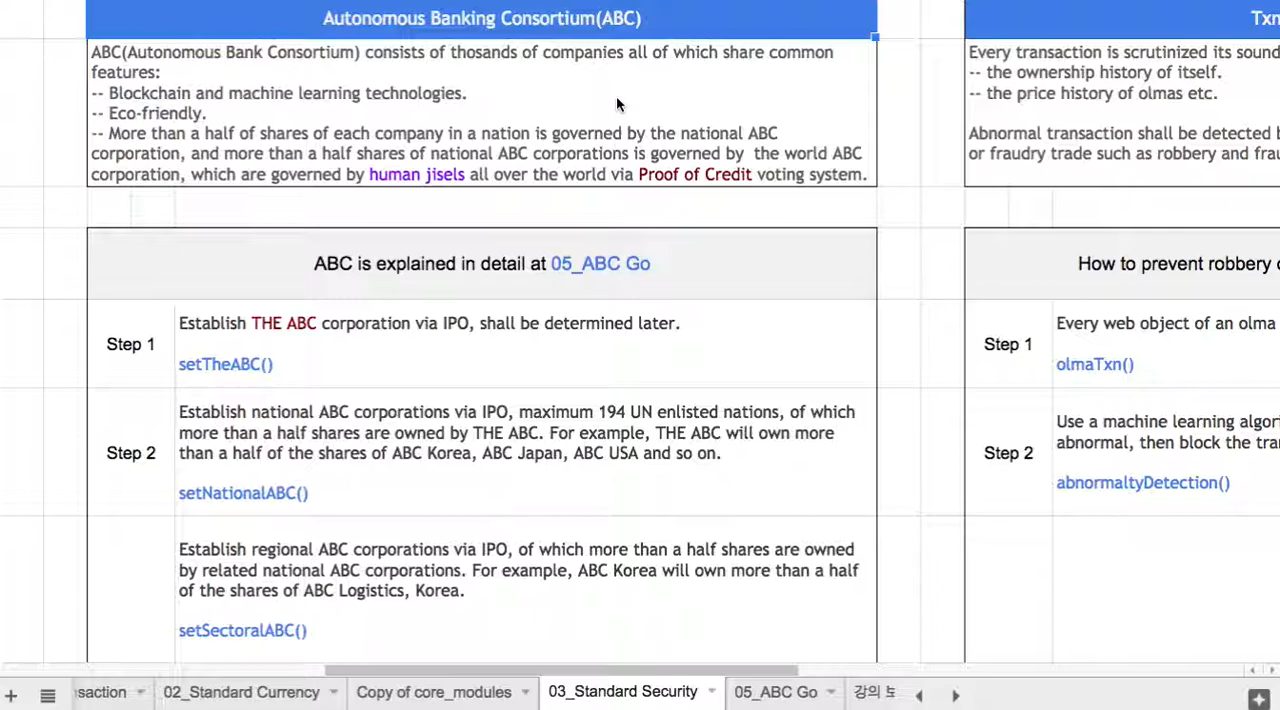 Autonomous Banking Consortium(ABC)
ABC(Autonomous Bank Consortium) consists of thosands of companies all of which share common
features:
-- Blockchain and machine learning technologies.
-- Eco-friendly.
-- More than a half of shares of each company in a nation is governed by the national ABC
corporation, and more than a half shares of national ABC corporations is governed by the world ABC
corporation, which are governed by human jisels all over the world via Proof of Credit voting system.
ABC is explained in detail at 05_ABC Go
Step 1
Establish THE ABC corporation via IPO, shall be determined later.
setTheABC()
Step 2
Establish national ABC corporations via IPO, maximum 194 UN enlisted nations, of which
more than a half shares are owned by THE ABC. For example, THE ABC will own more
than a half of the shares of ABC Korea, ABC Japan, ABC USA and so on.
setNationalABC()
Establish regional ABC corporations via IPO, of which more than a half shares are owned
by related national ABC corporations. For example, ABC Korea will own more than a half
of the shares of ABC Logistics, Korea.
setSectoralABC()
Txn
Every transaction is scrutinized its sound
-- the ownership history of itself.
-- the price history of olmas etc.
Abnormal transaction shall be detected b
or fraudry trade such as robbery and frau
How to prevent robbery
Step 1
Every web object of an olma
olmaTxn()
Step 2
Use a machine learning algori
abnormal, then block the tra
abnormaltyDetection()
saction
02_Standard Currency
Copy of core_modules
03_Standard Security
05_ABC Go
강의 노